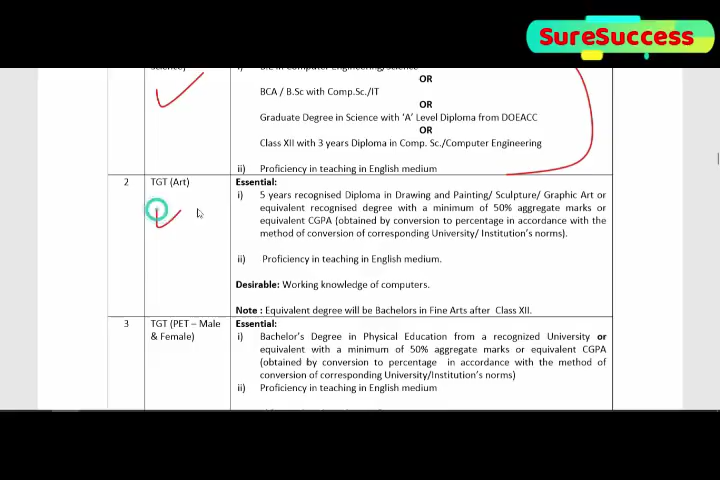 SureSuccess
Science)
i) B.E in Computer Engineering/Science
OR
BCA / B.Sc with Comp.Sc./IT
OR
Graduate Degree in Science with ‘A’ Level Diploma from DOEACC
OR
Class XII with 3 years Diploma in Comp. Sc./Computer Engineering
ii) Proficiency in teaching in English medium
2 TGT (Art) Essential:
i) 5 years recognised Diploma in Drawing and Painting/ Sculpture/ Graphic Art or
equivalent recognised degree with a minimum of 50% aggregate marks or
equivalent CGPA (obtained by conversion to percentage in accordance with the
method of conversion of corresponding University/ Institution’s norms).
ii) Proficiency in teaching in English medium.
Desirable: Working knowledge of computers.
Note : Equivalent degree will be Bachelors in Fine Arts after Class XII.
3 TGT (PET – Male Essential:
& Female) i) Bachelor’s Degree in Physical Education from a recognized University or
equivalent with a minimum of 50% aggregate marks or equivalent CGPA
(obtained by conversion to percentage in accordance with the method of
conversion of corresponding University/Institution’s norms)
ii) Proficiency in teaching in English medium